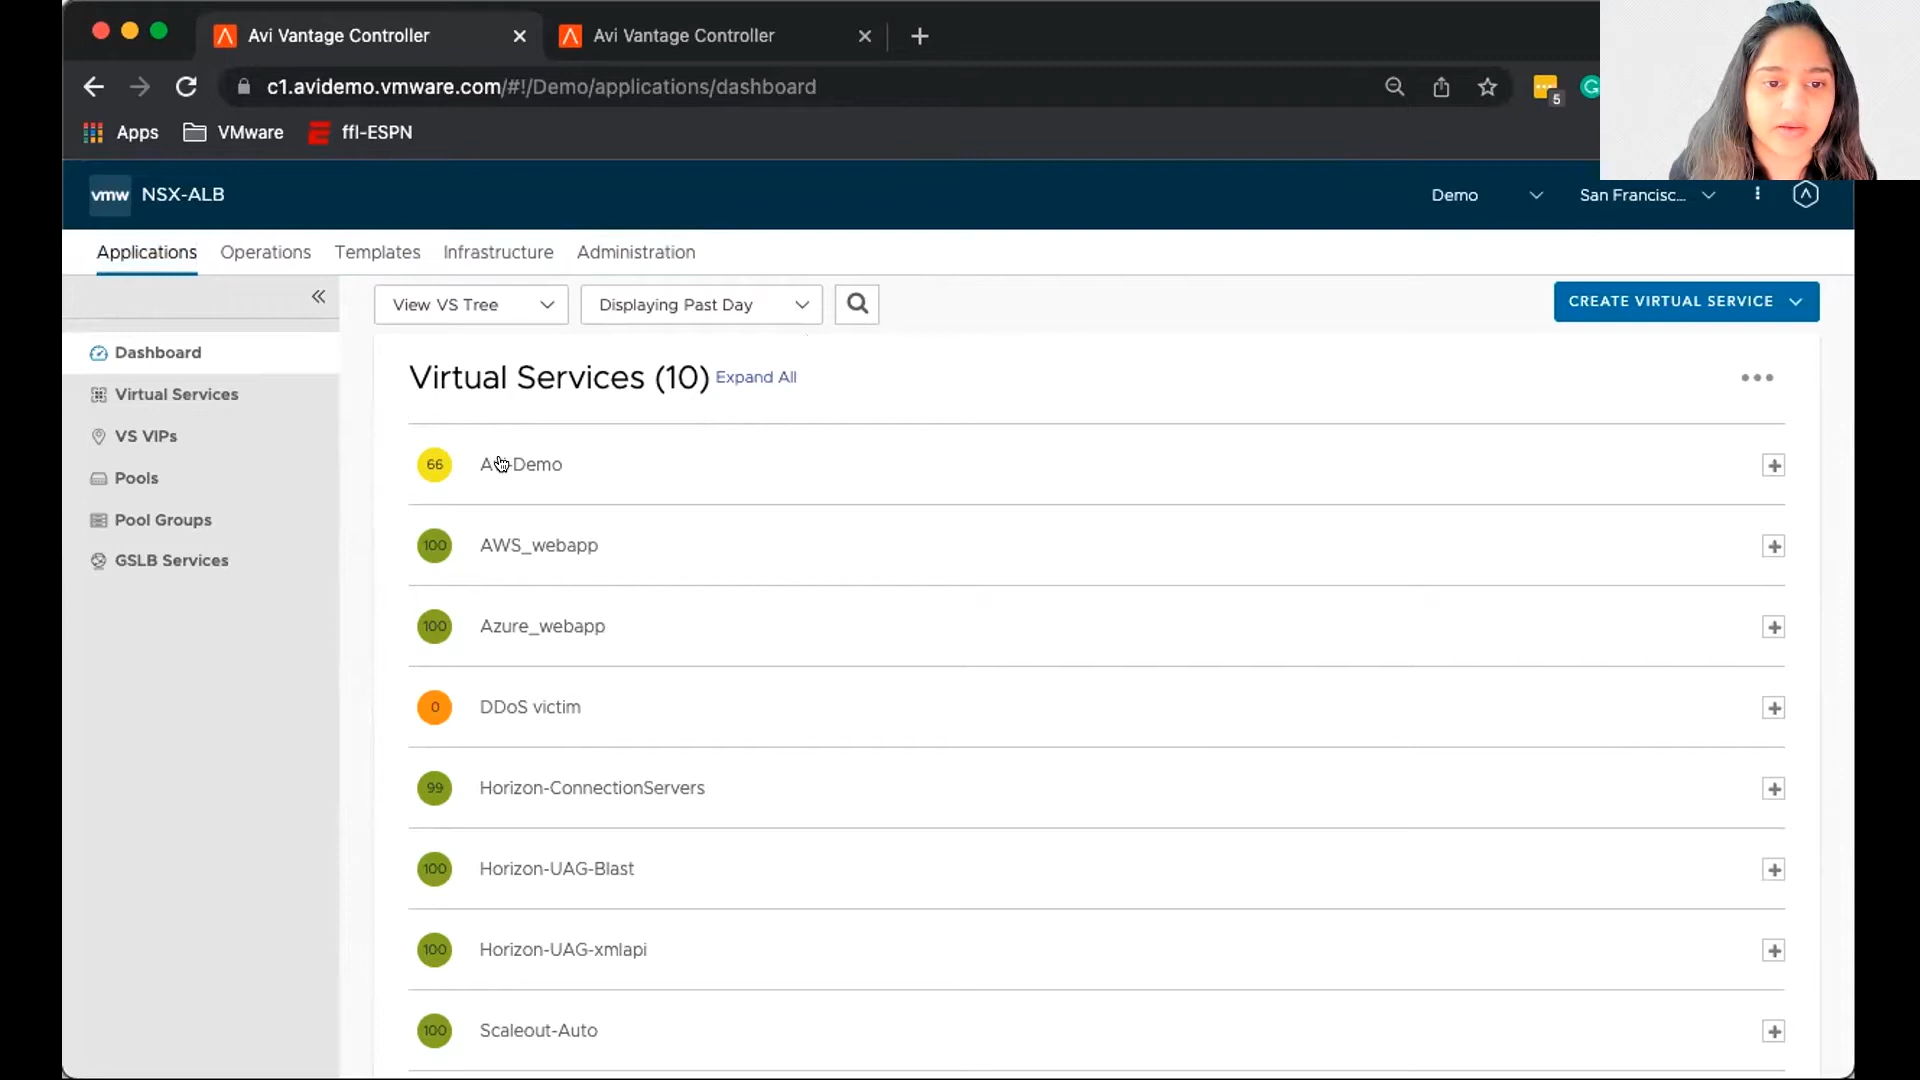 Avi Vantage Controller
Avi Vantage Controller
c1.avidemo.vmware.com/#!/Demo/applications/dashboard
5
Apps
VMware
ffl-ESPN
vmw NSX-ALB
Demo
San Francisc...
Applications
Operations
Templates
Infrastructure
Administration
View VS Tree
Displaying Past Day
CREATE VIRTUAL SERVICE
Dashboard
Virtual Services
VS VIPs
Pools
Pool Groups
GSLB Services
Virtual Services (10) Expand All
66 Demo
100 AWS_webapp
100 Azure_webapp
0 DDoS victim
99 Horizon-ConnectionServers
100 Horizon-UAG-Blast
100 Horizon-UAG-xmlapi
100 Scaleout-Auto